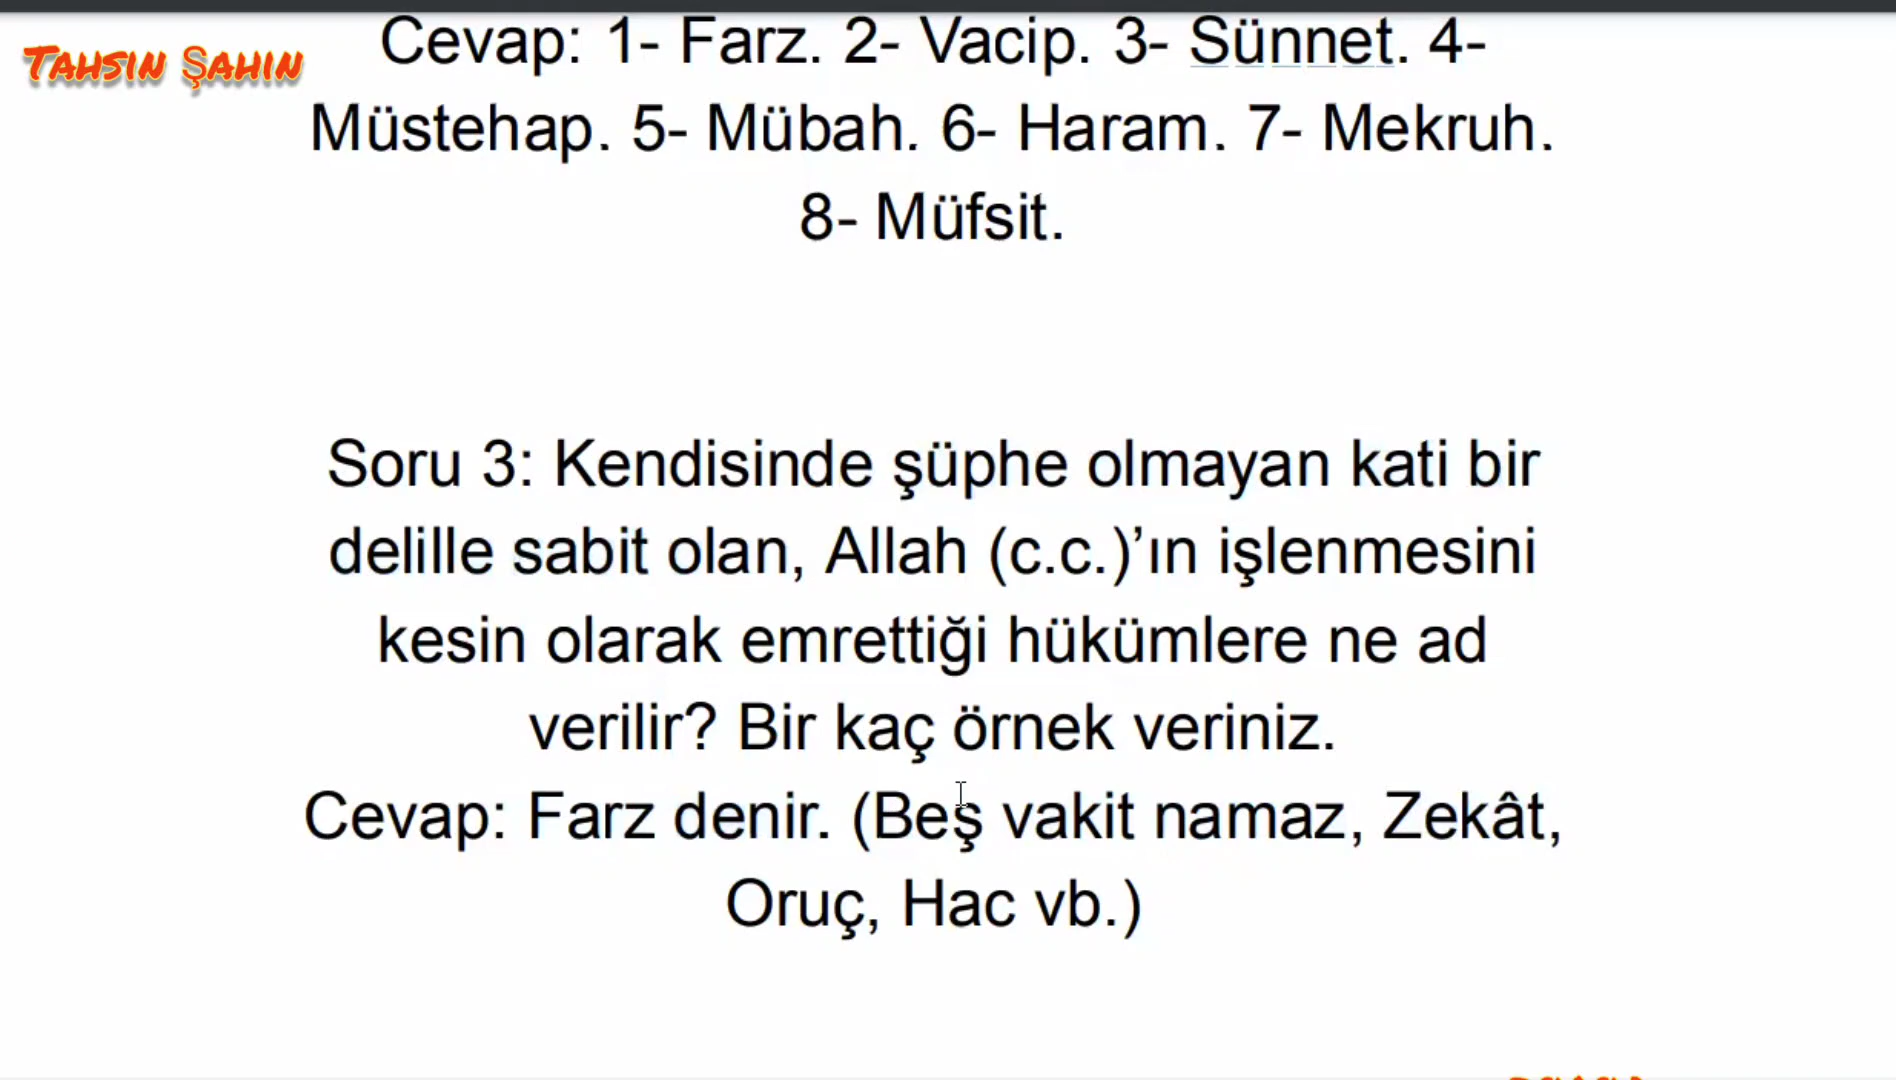 Cevap: 1- Farz. 2- Vacip. 3- Sünnet. 4-
TAHSIN ŞAHIN
Müstehap. 5- Mübah. 6- Haram. 7- Mekruh.
8- Müfsit.
Soru 3: Kendisinde şüphe olmayan kati bir
delille sabit olan, Allah (c.c.)’ın işlenmesini
kesin olarak emrettiği hükümlere ne ad
verilir? Bir kaç örnek veriniz.
Cevap: Farz denir. (Beş vakit namaz, Zekât,
Oruç, Hac vb.)